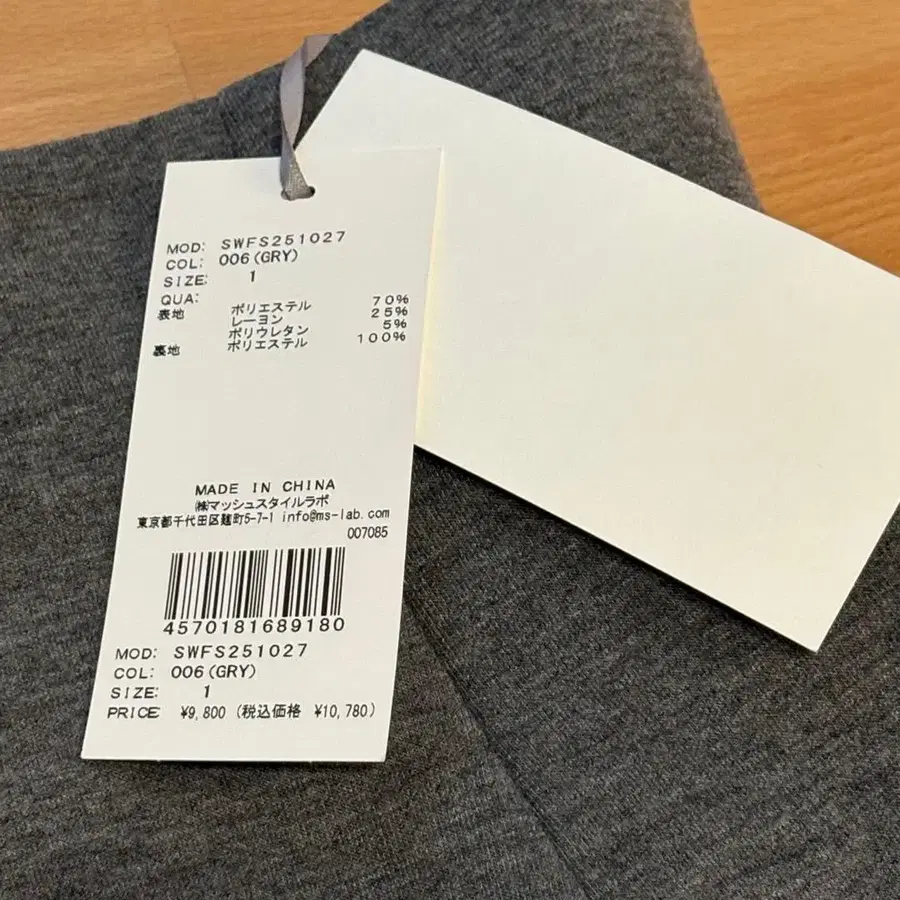 MOD: SWFS251027
COL: 006(GRY)
SIZE: 1
QUA:
表地 ポリエステル 70%
レーヨン 25%
ポリウレタン 5%
裏地 ポリエステル 100%
MADE IN CHINA
㈱マッシュスタイルラボ
東京都千代田区麹町5-7-1 info@ms-lab.com
007085
4570181689180
MOD: SWFS251027
COL: 006(GRY)
SIZE: 1
PRICE: ¥9,800 (税込価格 ¥10,780)